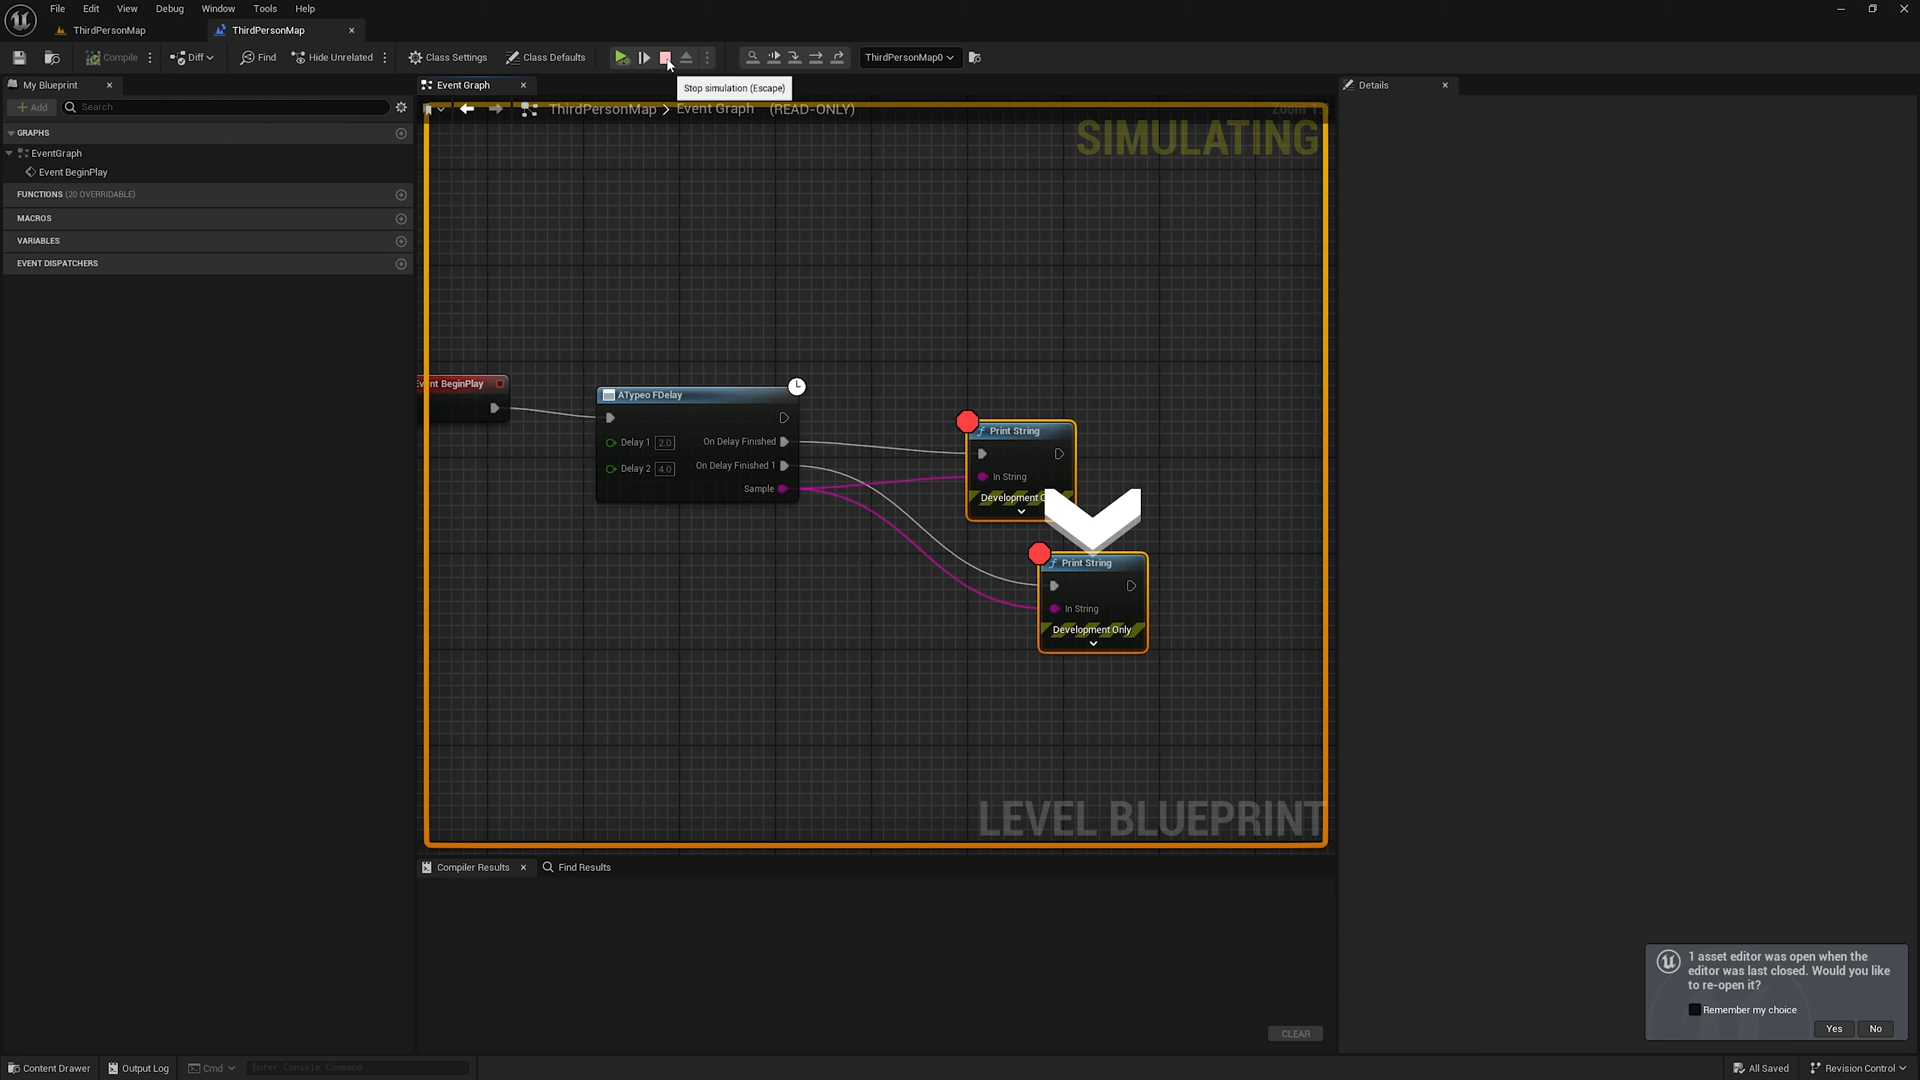 File Edit View Debug Window Tools Help
ThirdPersonMap ThirdPersonMap
Compile Diff Find Hide Unrelated Class Settings Class Defaults ThirdPersonMap0
Stop simulation (Escape)
My Blueprint
Add Search
GRAPHS
EventGraph
Event BeginPlay
FUNCTIONS (20 OVERRIDABLE)
MACROS
VARIABLES
EVENT DISPATCHERS
Event Graph
ThirdPersonMap > Event Graph (READ-ONLY)
SIMULATING
BeginPlay
ATypeo FDelay
Delay 1 2.0 On Delay Finished
On Delay Finished 1
Delay 2 4.0
Sample
Print String
In String
Development
Print String
In String
Development Only
LEVEL BLUEPRINT
Details
Compiler Results Find Results
CLEAR
1 asset editor was open when the
editor was last closed. Would you like
to re-open it?
Remember my choice
Yes No
Content Drawer Output Log Cmd Enter Console Command All Saved Revision Control